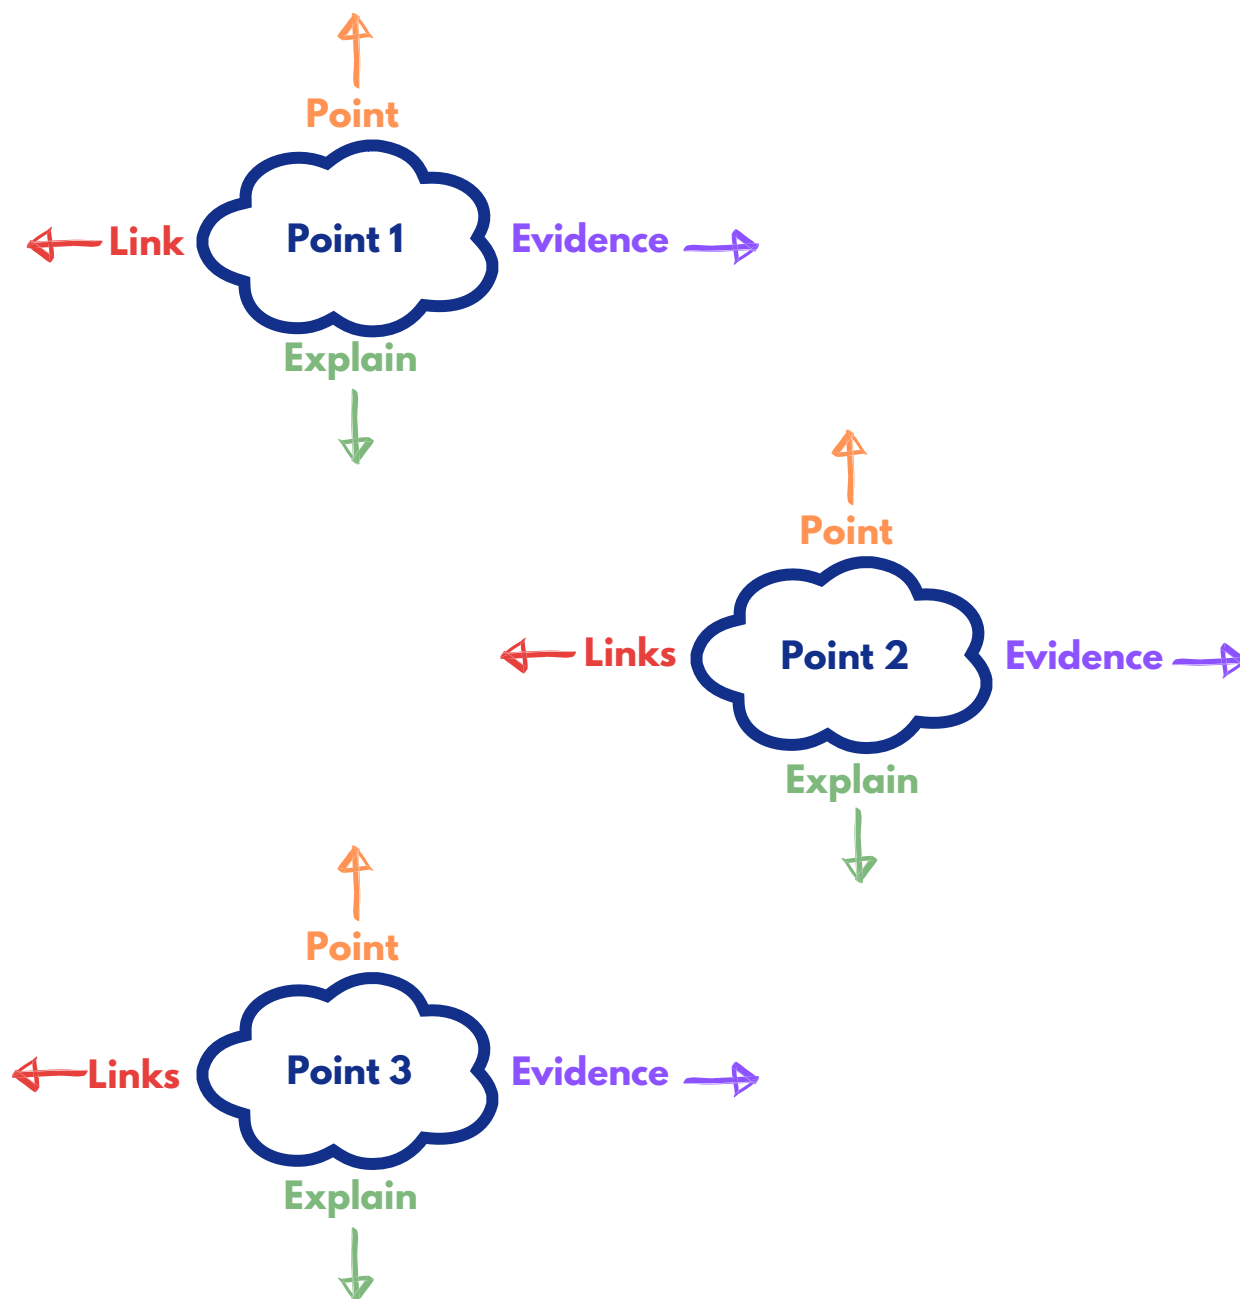 Point
Link
Point 1
Evidence
Explain
Point
Links
Point 2
Evidence
Explain
Point
Links
Point 3
Evidence
Explain